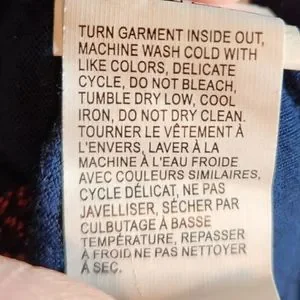 TURN GARMENT INSIDE OUT,
MACHINE WASH COLD WITH
LIKE COLORS, DELICATE
CYCLE, DO NOT BLEACH,
TUMBLE DRY LOW, COOL
IRON, DO NOT DRY CLEAN.
TOURNER LE VÊTEMENT À
L'ENVERS, LAVER À LA
MACHINE À L'EAU FROIDE
AVEC COULEURS SIMILAIRES,
CYCLE DÉLICAT, NE PAS
JAVELLISER, SÉCHER PAR
CULBUTAGE À BASSE
TEMPÉRATURE, REPASSER
À FROID NE PAS NETTOYER
À SEC.